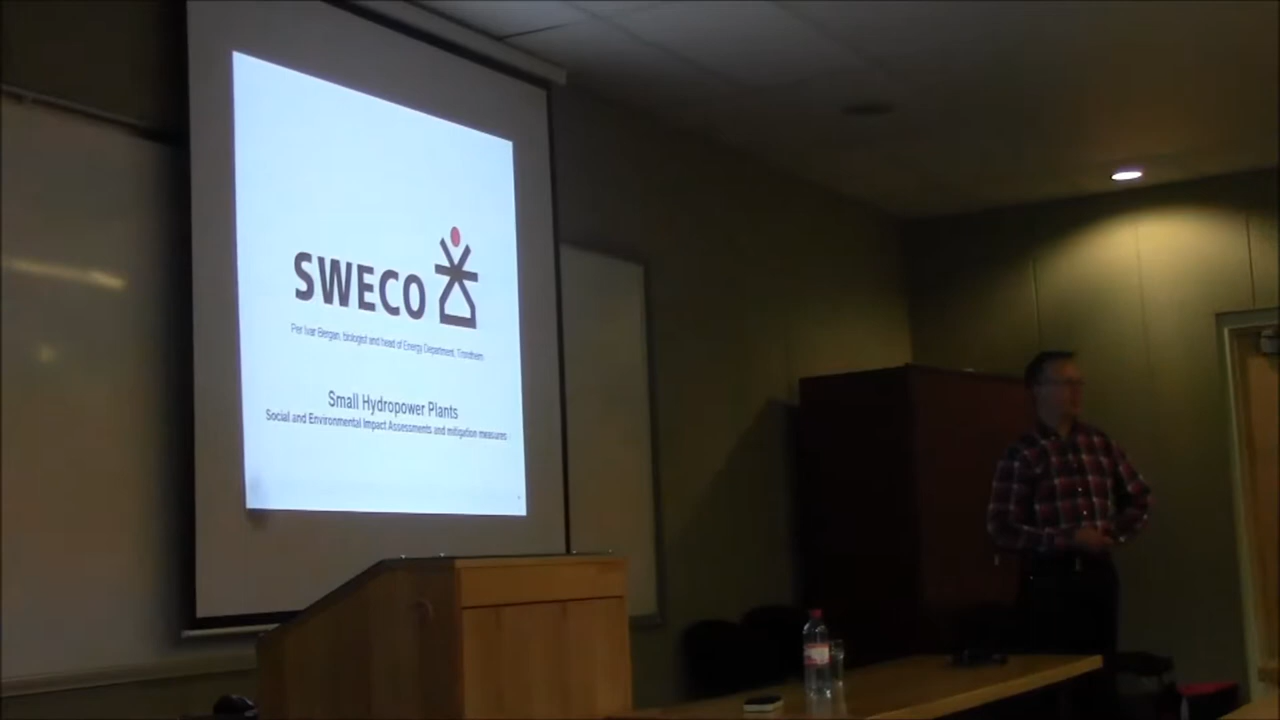 SWECO
Per Ivar Bergan, biologist and head of Energy Department, Trondheim
Small Hydropower Plants
Social and Environmental Impact Assessments and mitigation measures